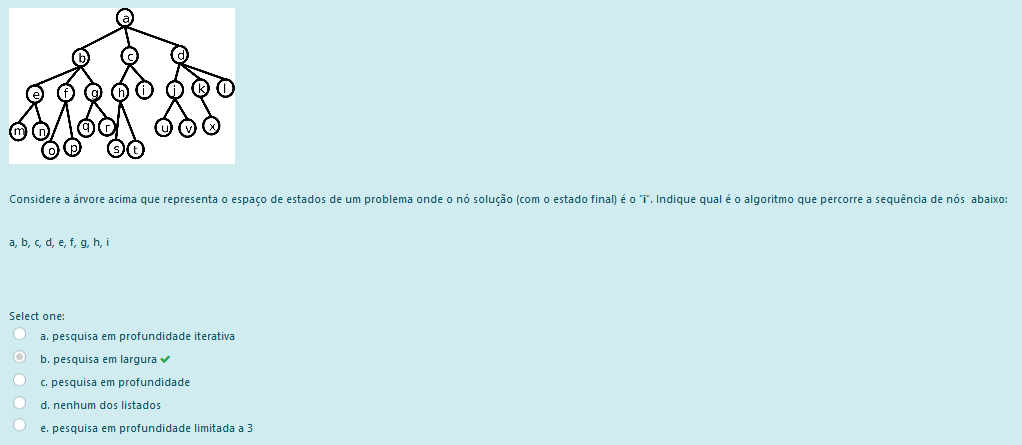 a
b c d
e f g h i j k l
m n q r u v x
o p s t
Considere a árvore acima que representa o espaço de estados de um problema onde o nó solução (com o estado final) é o "i". Indique qual é o algoritmo que percorre a sequência de nós abaixo:
a, b, c, d, e, f, g, h, i
Select one:
a. pesquisa em profundidade iterativa
b. pesquisa em largura
c. pesquisa em profundidade
d. nenhum dos listados
e. pesquisa em profundidade limitada a 3